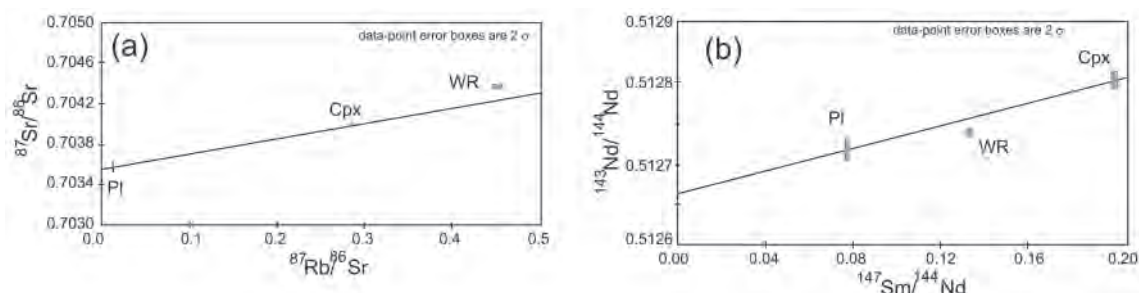 (a)
data-point error boxes are 2 σ
0.7050
0.7046
0.7042
0.7038
0.7034
0.7030
87Sr/86Sr
WR
Cpx
Pl
0.0
0.1
0.2
0.3
0.4
0.5
87Rb/86Sr
(b)
data-point error boxes are 2 σ
0.5129
0.5128
0.5127
0.5126
143Nd/144Nd
Cpx
Pl
WR
0.00
0.04
0.08
0.12
0.16
0.20
147Sm/144Nd